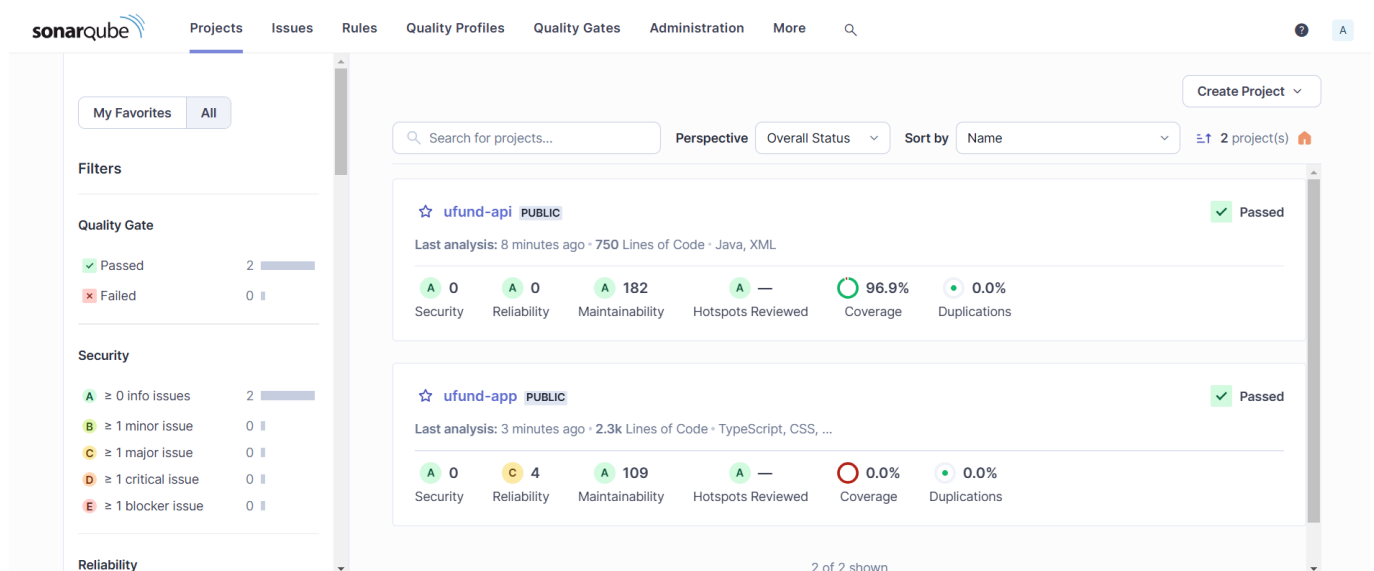 sonarqube Projects Issues Rules Quality Profiles Quality Gates Administration More ? A
My Favorites All
Filters
Quality Gate
Passed 2
Failed 0
Security
A ≥ 0 info issues 2
B ≥ 1 minor issue 0
C ≥ 1 major issue 0
D ≥ 1 critical issue 0
E ≥ 1 blocker issue 0
Reliability
Create Project
Search for projects... Perspective Overall Status Sort by Name 2 project(s)
ufund-api PUBLIC Passed
Last analysis: 8 minutes ago • 750 Lines of Code • Java, XML
A 0 A 0 A 182 A — 96.9% 0.0%
Security Reliability Maintainability Hotspots Reviewed Coverage Duplications
ufund-app PUBLIC Passed
Last analysis: 3 minutes ago • 2.3k Lines of Code • TypeScript, CSS, ...
A 0 C 4 A 109 A — 0.0% 0.0%
Security Reliability Maintainability Hotspots Reviewed Coverage Duplications
2 of 2 shown